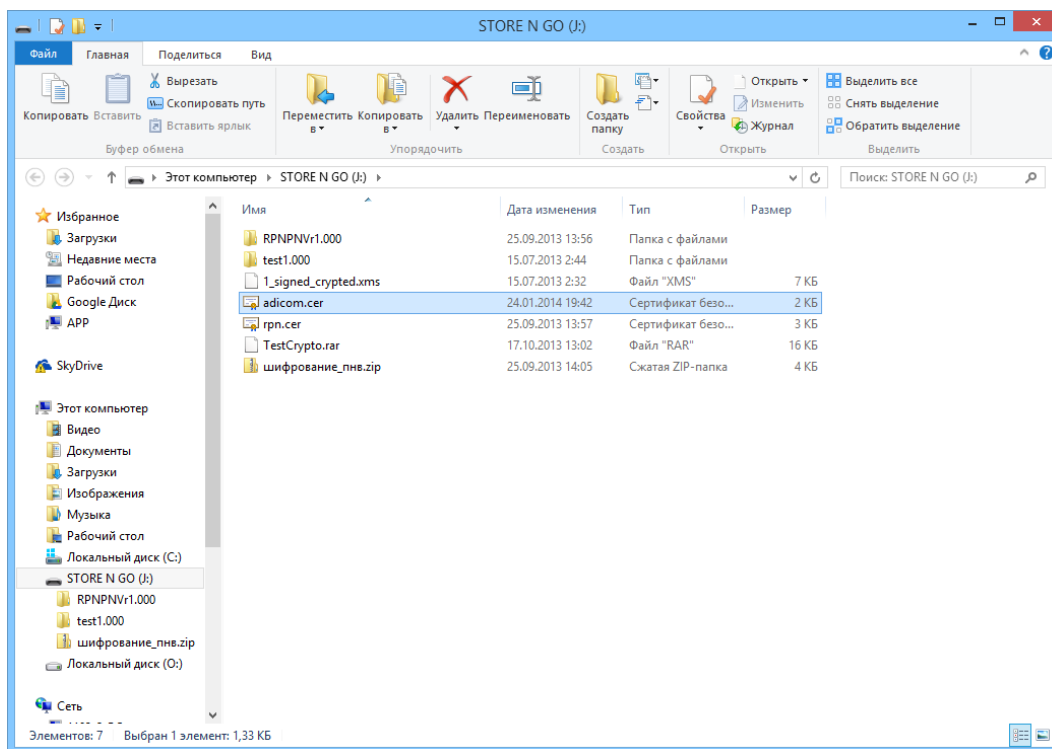 STORE N GO (J:)
Файл Главная Поделиться Вид
Копировать Вставить Вырезать Скопировать путь Вставить ярлык
Переместить в Копировать в Удалить Переименовать
Создать папку
Свойства Открыть Изменить Журнал
Выделить все Снять выделение Обратить выделение
Буфер обмена Упорядочить Создать Открыть Выделить
Этот компьютер STORE N GO (J:) Поиск: STORE N GO (J:)
Избранное
Загрузки
Недавние места
Рабочий стол
Google Диск
APP
SkyDrive
Этот компьютер
Видео
Документы
Загрузки
Изображения
Музыка
Рабочий стол
Локальный диск (C:)
STORE N GO (J:)
RPNPNVr1.000
test1.000
шифрование_пнв.zip
Локальный диск (O:)
Сеть
Имя Дата изменения Тип Размер
RPNPNVr1.000 25.09.2013 13:56 Папка с файлами
test1.000 15.07.2013 2:44 Папка с файлами
1_signed_crypted.xms 15.07.2013 2:32 Файл "XMS" 7 КБ
adicom.cer 24.01.2014 19:42 Сертификат безо... 2 КБ
rpn.cer 25.09.2013 13:57 Сертификат безо... 3 КБ
TestCrypto.rar 17.10.2013 13:02 Файл "RAR" 16 КБ
шифрование_пнв.zip 25.09.2013 14:05 Сжатая ZIP-папка 4 КБ
Элементов: 7 Выбран 1 элемент: 1,33 КБ